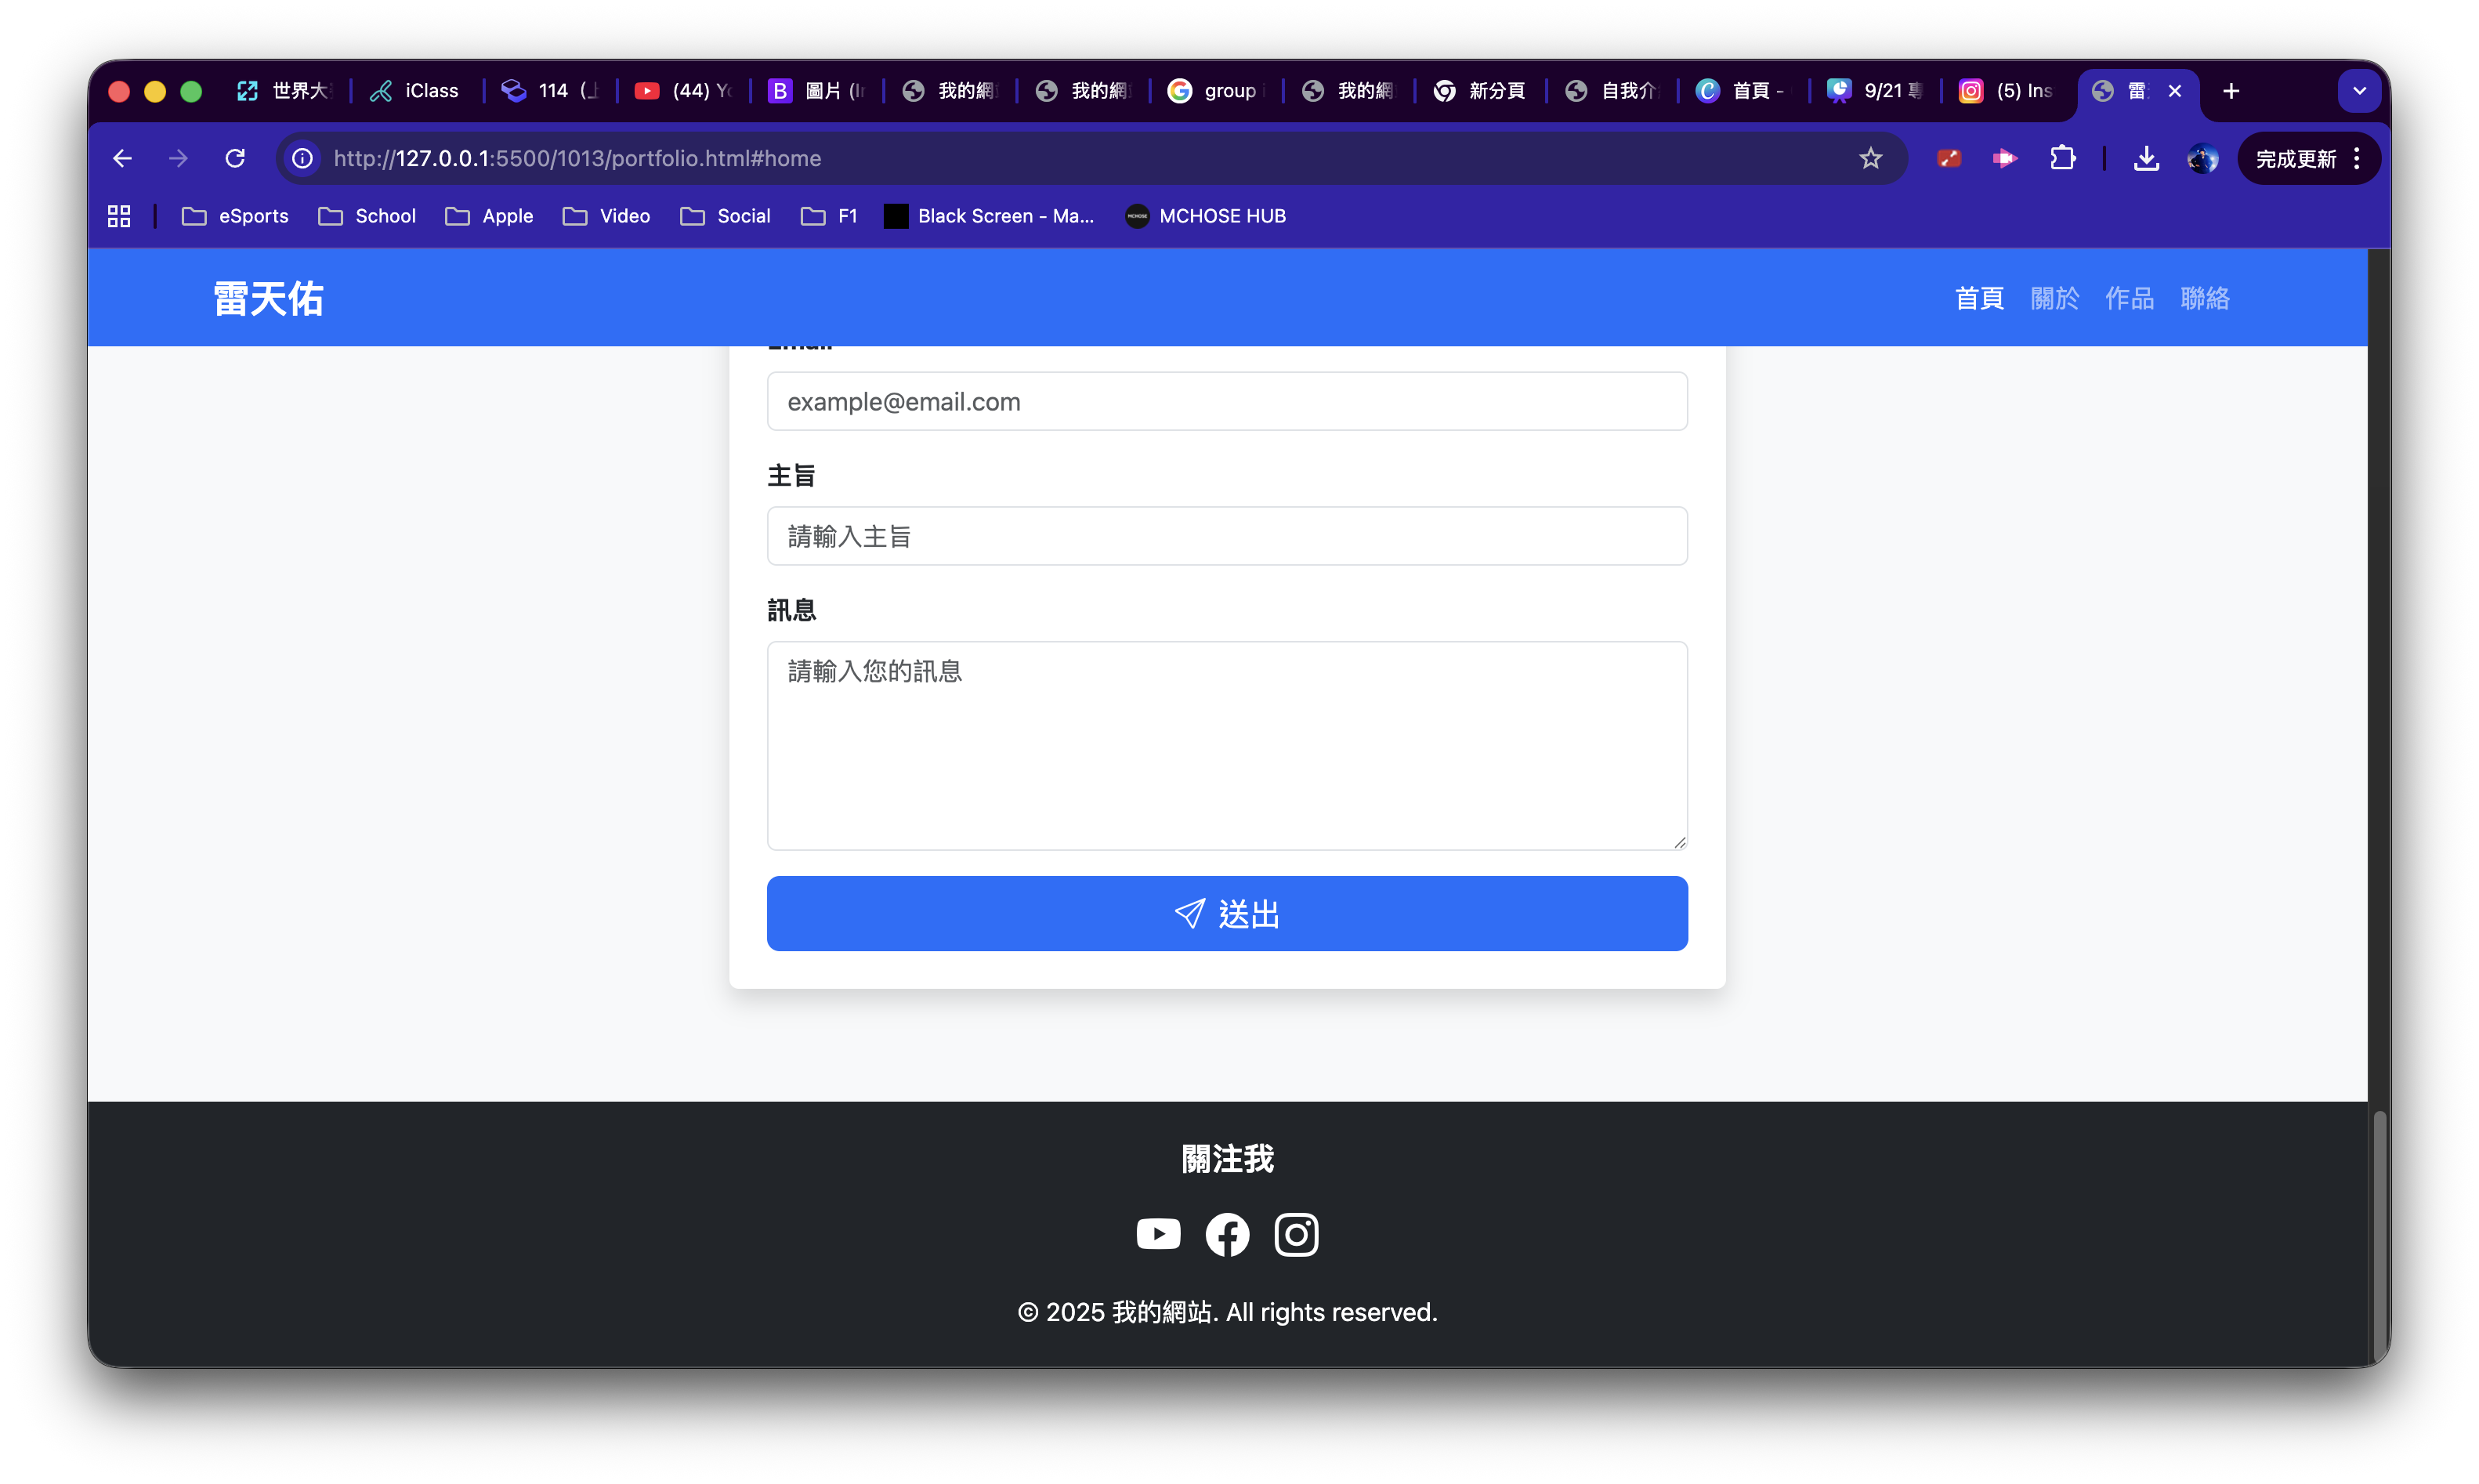 世界大
iClass
114
(44)
圖片
我的網
我的網
group
我的網
新分頁
自我介
首頁 -
9/21
(5) Ins
雷
http://127.0.0.1:5500/1013/portfolio.html#home
完成更新
eSports
School
Apple
Video
Social
F1
Black Screen - Ma...
MCHOSE HUB
雷天佑
首頁 關於 作品 聯絡
Email
example@email.com
主旨
請輸入主旨
訊息
請輸入您的訊息
送出
關注我
© 2025 我的網站. All rights reserved.